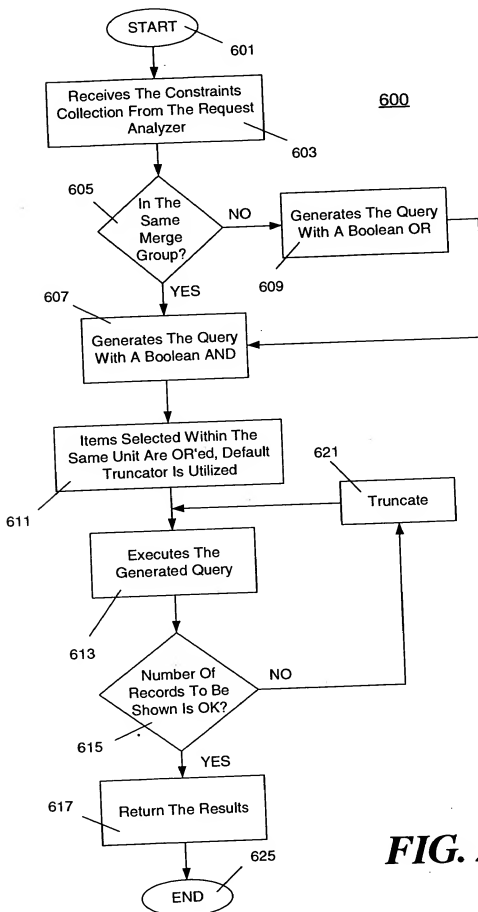 START
601
Receives The Constraints
Collection From The Request
Analyzer
600
603
605
In The
Same
Merge
Group?
NO
Generates The Query
With A Boolean OR
609
607
YES
Generates The Query
With A Boolean AND
Items Selected Within The
Same Unit Are OR'ed, Default
Truncator Is Utilized
611
621
Truncate
Executes The
Generated Query
613
Number Of
Records To Be
Shown Is OK?
NO
615
YES
617
Return The Results
625
END
FIG.